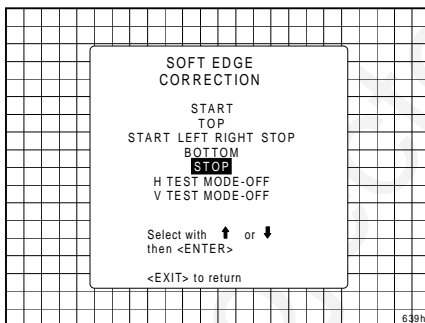 SOFT EDGE
CORRECTION
START
TOP
START LEFT RIGHT STOP
BOTTOM
STOP
H TEST MODE-OFF
V TEST MODE-OFF
Select with ⬆ or ⬇
then <ENTER>
<EXIT> to return
639h